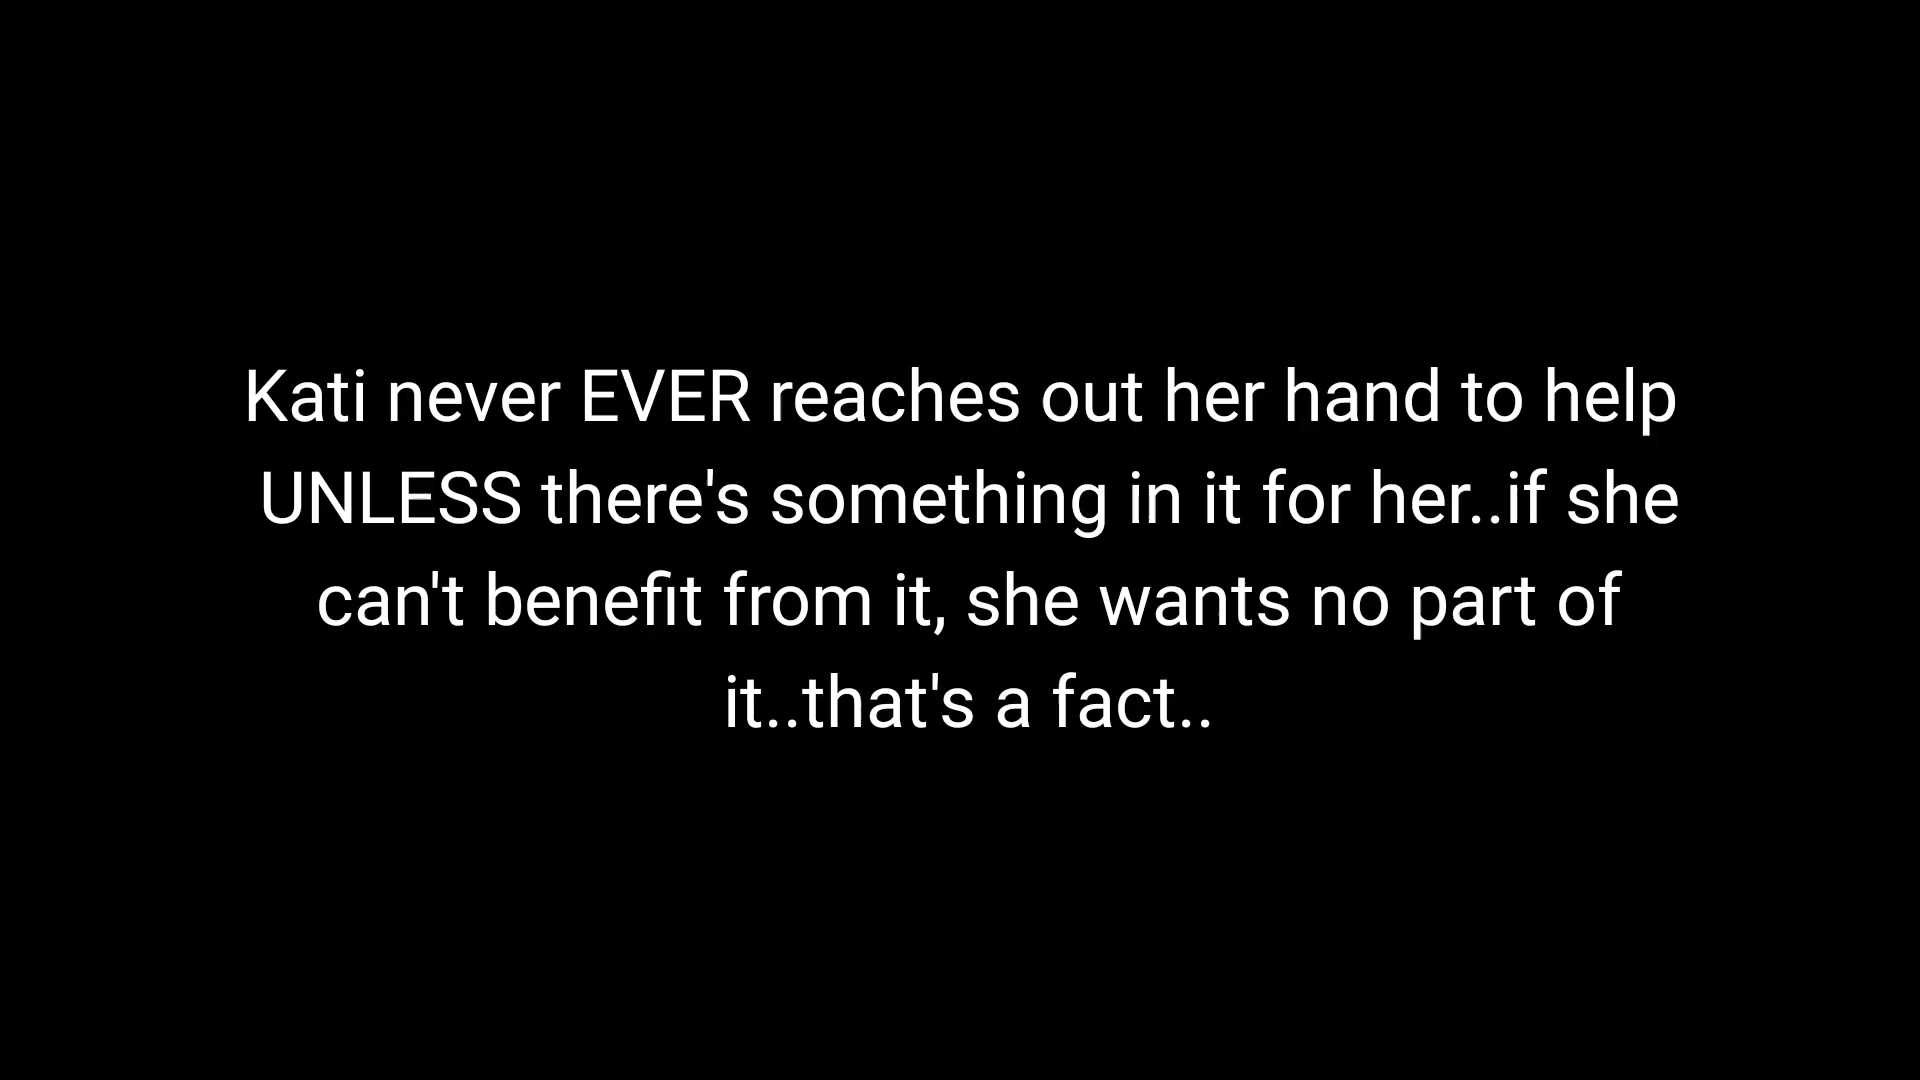 Kati never EVER reaches out her hand to help
UNLESS there's something in it for her..if she
can't benefit from it, she wants no part of
it..that's a fact..